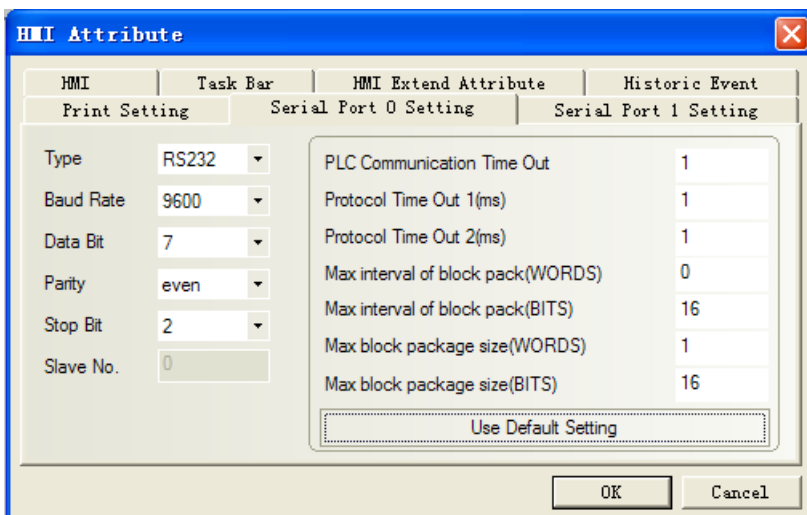 HMI Attribute
HMI Task Bar HMI Extend Attribute Historic Event
Print Setting Serial Port 0 Setting Serial Port 1 Setting
Type RS232
Baud Rate 9600
Data Bit 7
Parity even
Stop Bit 2
Slave No. 0
PLC Communication Time Out 1
Protocol Time Out 1(ms) 1
Protocol Time Out 2(ms) 1
Max interval of block pack(WORDS) 0
Max interval of block pack(BITS) 16
Max block package size(WORDS) 1
Max block package size(BITS) 16
Use Default Setting
OK Cancel